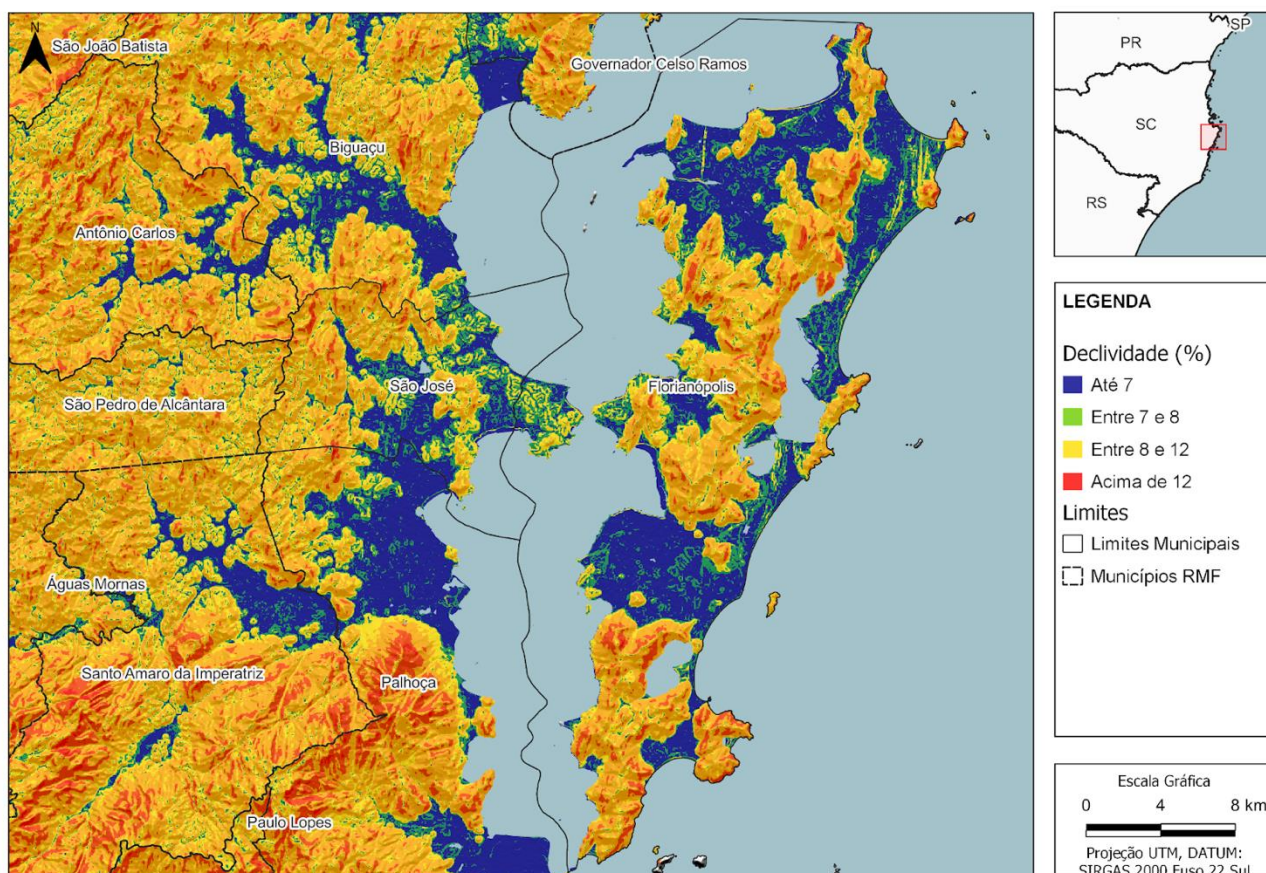 N
São João Batista
Governador Celso Ramos
Biguaçu
Antônio Carlos
São José
Florianópolis
São Pedro de Alcântara
Águas Mornas
Santo Amaro da Imperatriz
Palhoça
Paulo Lopes
SP
PR
SC
RS
LEGENDA
Declividade (%)
Até 7
Entre 7 e 8
Entre 8 e 12
Acima de 12
Limites
Limites Municipais
Municípios RMF
Escala Gráfica
0 4 8 km
Projeção UTM, DATUM:
SIRGAS 2000 Fuso 22 Sul